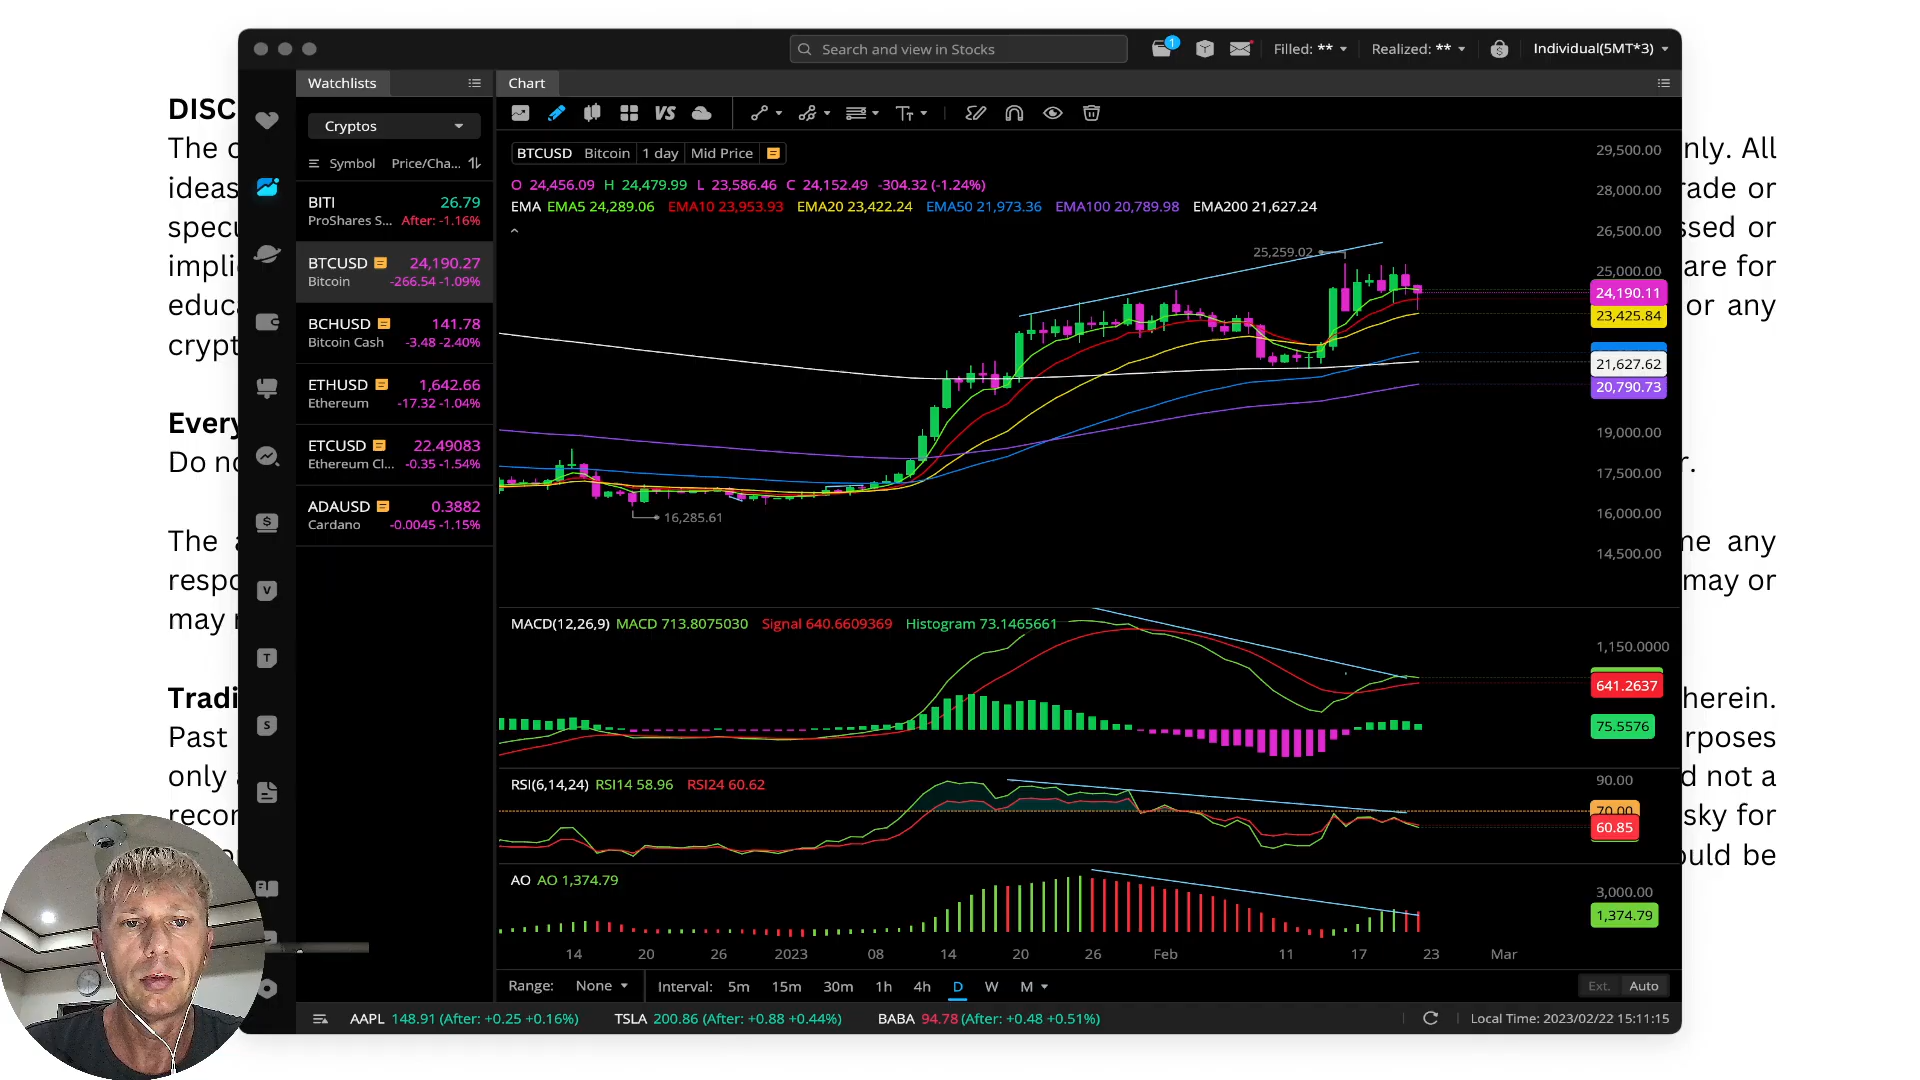 Search and view in Stocks
1
Filled: **
Realized: **
Individual(5MT*3)
Watchlists
Chart
DISC
The c
nly. All
ideas
rade or
specu
ssed or
impli
are for
educa
or any
crypt
Every
Do no
r.
The a
ne any
respo
may or
may r
Tradi
herein.
Past
rposes
only
d not a
recor
sky for
ould be
Cryptos
Symbol Price/Cha...
BITI 26.79
ProShares S... After: -1.16%
BTCUSD 24,190.27
Bitcoin -266.54 -1.09%
BCHUSD 141.78
Bitcoin Cash -3.48 -2.40%
ETHUSD 1,642.66
Ethereum -17.32 -1.04%
ETCUSD 22.49083
Ethereum Cl... -0.35 -1.54%
ADAUSD 0.3882
Cardano -0.0045 -1.15%
VS
BTCUSD Bitcoin 1 day Mid Price
O 24,456.09 H 24,479.99 L 23,586.46 C 24,152.49 -304.32 (-1.24%)
EMA EMA5 24,289.06 EMA10 23,953.93 EMA20 23,422.24 EMA50 21,973.36 EMA100 20,789.98 EMA200 21,627.24
25,259.02
16,285.61
29,500.00
28,000.00
26,500.00
25,000.00
24,190.11
23,425.84
21,627.62
20,790.73
19,000.00
17,500.00
16,000.00
14,500.00
MACD(12,26,9) MACD 713.8075030 Signal 640.6609369 Histogram 73.1465661
1,150.0000
641.2637
75.5576
RSI(6,14,24) RSI14 58.96 RSI24 60.62
90.00
70.00
60.85
AO AO 1,374.79
3,000.00
1,374.79
14 20 26 2023 08 14 20 26 Feb 11 17 23 Mar
Range: None Interval: 5m 15m 30m 1h 4h D W M
Ext. Auto
AAPL 148.91 (After: +0.25 +0.16%) TSLA 200.86 (After: +0.88 +0.44%) BABA 94.78 (After: +0.48 +0.51%)
Local Time: 2023/02/22 15:11:15